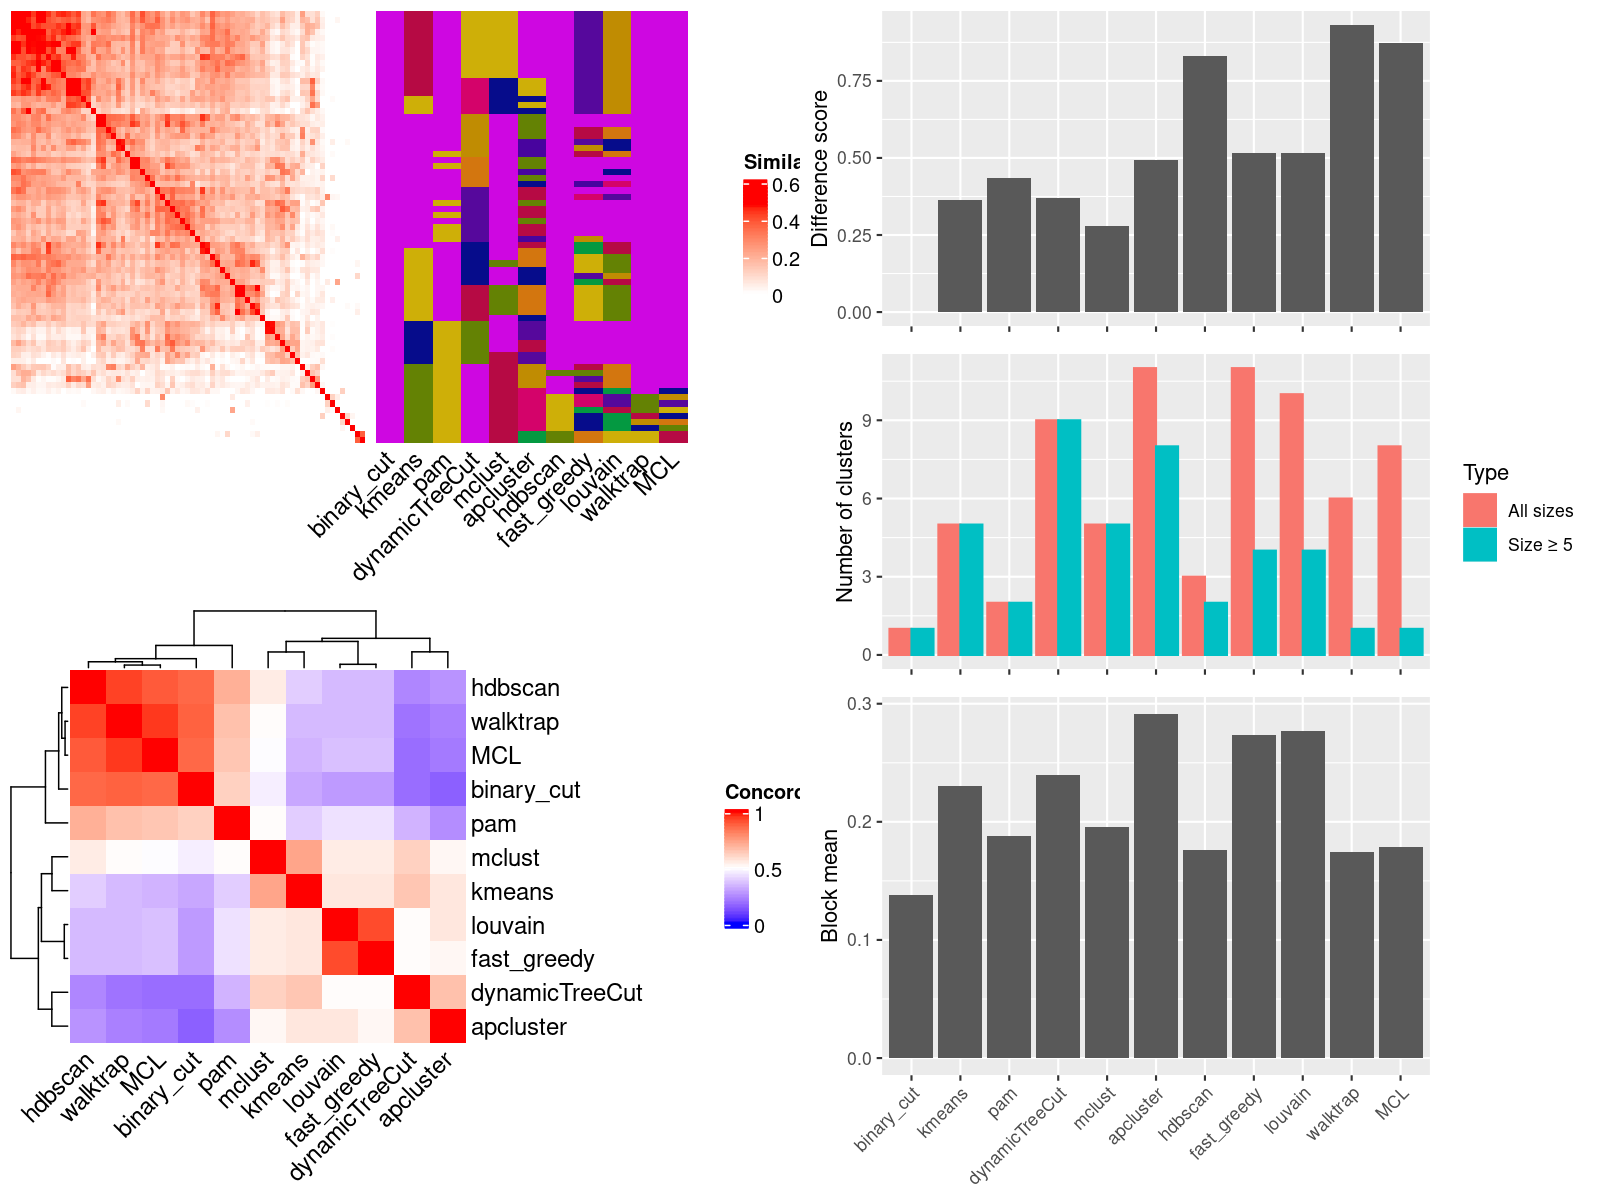 Simila
0.6
0.4
0.2
0
binary_cut
kmeans
pam
dynamicTreeCut
mclust
apcluster
hdbscan
fast_greedy
louvain
walktrap
MCL
Difference score
0.75
0.50
0.25
0.00
Number of clusters
9
6
3
0
Type
All sizes
Size ≥ 5
hdbscan
walktrap
MCL
binary_cut
pam
mclust
kmeans
louvain
fast_greedy
dynamicTreeCut
apcluster
hdbscan
walktrap
MCL
binary_cut
pam
mclust
kmeans
louvain
fast_greedy
dynamicTreeCut
apcluster
Concord
1
0.5
0
Block mean
0.3
0.2
0.1
0.0
binary_cut
kmeans
pam
dynamicTreeCut
mclust
apcluster
hdbscan
fast_greedy
louvain
walktrap
MCL